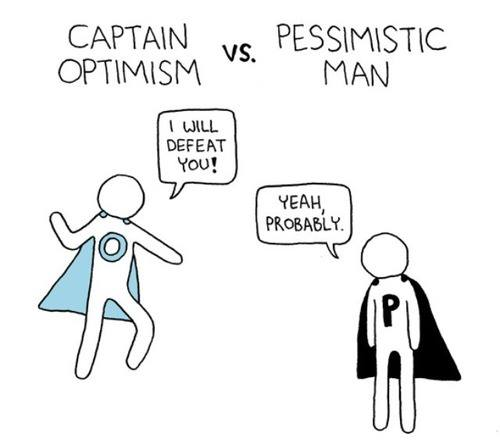 CAPTAIN
OPTIMISM
VS.
PESSIMISTIC
MAN
I WILL
DEFEAT
YOU!
YEAH,
PROBABLY.
O
P